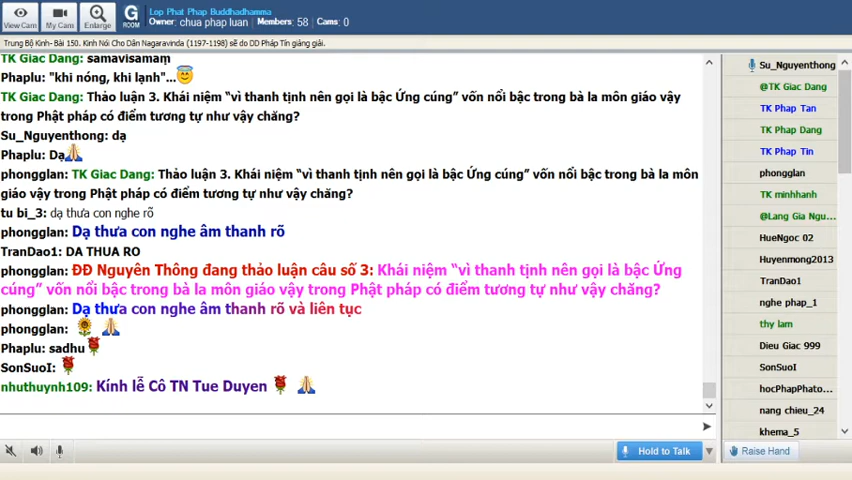 View Cam
My Cam
Enlarge
G
ROOM
Lop Phat Phap Buddhadhamma
Owner: chua phap luan Members: 58 Cams: 0
Trung Bộ Kinh- Bài 150. Kinh Nói Cho Dân Nagaravinda (1197-1198) sẽ do DD Pháp Tín giảng giải.
TK Giac Dang: samavisamaṃ
Phaplu: "khi nóng, khi lạnh"...
TK Giac Dang: Thảo luận 3. Khái niệm “vì thanh tịnh nên gọi là bậc Ứng cúng” vốn nổi bậc trong bà la môn giáo vậy
trong Phật pháp có điểm tương tự như vậy chăng?
Su_Nguyenthong: dạ
Phaplu: Dạ
phongglan: TK Giac Dang: Thảo luận 3. Khái niệm “vì thanh tịnh nên gọi là bậc Ứng cúng” vốn nổi bậc trong bà la môn
giáo vậy trong Phật pháp có điểm tương tự như vậy chăng?
tu bi_3: dạ thưa con nghe rõ
phongglan: Dạ thưa con nghe âm thanh rõ
TranDao1: DA THUA RO
phongglan: ĐĐ Nguyên Thông đang thảo luận câu số 3: Khái niệm “vì thanh tịnh nên gọi là bậc Ứng
cúng” vốn nổi bậc trong bà la môn giáo vậy trong Phật pháp có điểm tương tự như vậy chăng?
phongglan: Dạ thưa con nghe âm thanh rõ và liên tục
phongglan:
Phaplu: sadhu
SonSuoI:
nhuthuynh109: Kính lễ Cô TN Tue Duyen
Su_Nguyenthong
@TK Giac Dang
TK Phap Tan
TK Phap Dang
TK Phap Tin
phongglan
TK minhhanh
@Lang Gia Ngu...
HueNgoc 02
Huyenmong2013
TranDao1
nghe phap_1
thy lam
Dieu Giac 999
SonSuoI
hocPhapPhato...
nang chieu_24
khema_5
Hold to Talk
Raise Hand